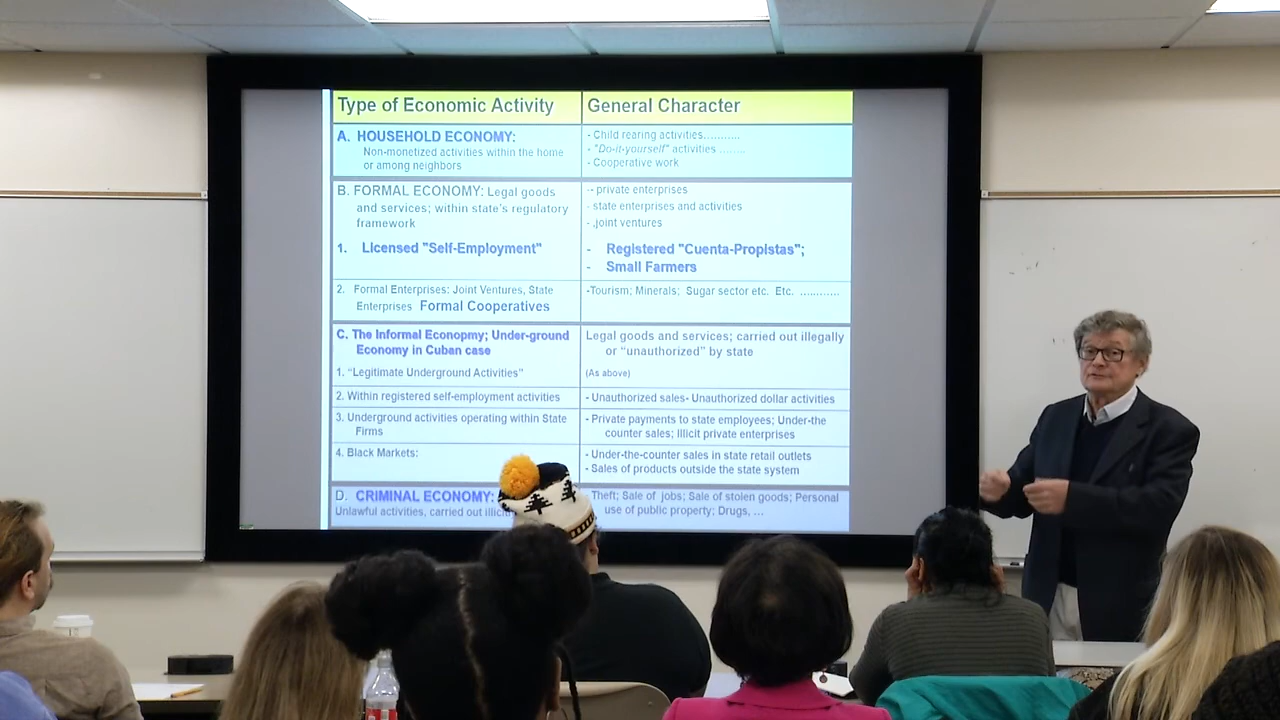 Type of Economic Activity
General Character
A. HOUSEHOLD ECONOMY:
Non-monetized activities within the home
or among neighbors
- Child rearing activities...........
- "Do-it-yourself" activities ........
- Cooperative work
B. FORMAL ECONOMY: Legal goods
and services; within state's regulatory
framework
-- private enterprises
- state enterprises and activities
- .joint ventures
1. Licensed "Self-Employment"
- Registered "Cuenta-Propistas";
- Small Farmers
2. Formal Enterprises: Joint Ventures, State
Enterprises Formal Cooperatives
-Tourism; Minerals; Sugar sector etc. Etc. ............
C. The Informal Econopmy; Under-ground
Economy in Cuban case
Legal goods and services; carried out illegally
or “unauthorized” by state
1. “Legitimate Underground Activities”
(As above)
2. Within registered self-employment activities
- Unauthorized sales- Unauthorized dollar activities
3. Underground activities operating within State
Firms
- Private payments to state employees; Under-the
counter sales; Illicit private enterprises
4. Black Markets:
- Under-the-counter sales in state retail outlets
- Sales of products outside the state system
D. CRIMINAL ECONOMY:
Unlawful activities, carried out
Theft; Sale of jobs; Sale of stolen goods; Personal
use of public property; Drugs, ...